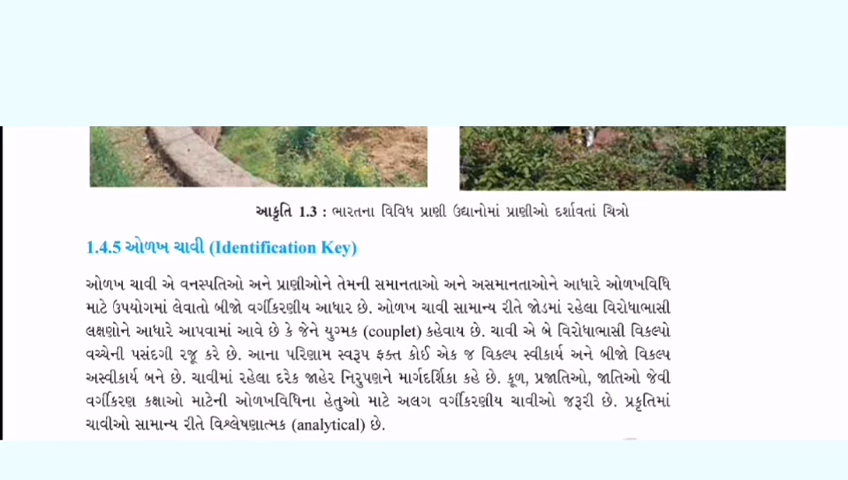 આકૃતિ 1.3 : ભારતના વિવિધ પ્રાણી ઉદ્યાનોમાં પ્રાણીઓ દર્શાવતાં ચિત્રો
1.4.5 ઓળખ ચાવી (Identification Key)
ઓળખ ચાવી એ વનસ્પતિઓ અને પ્રાણીઓને તેમની સમાનતાઓ અને અસમાનતાઓને આધારે ઓળખવિધિ
માટે ઉપયોગમાં લેવાતો બીજો વર્ગીકરણીય આધાર છે. ઓળખ ચાવી સામાન્ય રીતે જોડમાં રહેલા વિરોધાભાસી
લક્ષણોને આધારે આપવામાં આવે છે કે જેને યુગ્મક (couplet) કહેવાય છે. ચાવી એ બે વિરોધાભાસી વિકલ્પો
વચ્ચેની પસંદગી રજૂ કરે છે. આના પરિણામ સ્વરૂપ ફક્ત કોઈ એક જ વિકલ્પ સ્વીકાર્ય અને બીજો વિકલ્પ
અસ્વીકાર્ય બને છે. ચાવીમાં રહેલા દરેક જાહેર નિરુપણને માર્ગદર્શિકા કહે છે. કૂળ, પ્રજાતિઓ, જાતિઓ જેવી
વર્ગીકરણ કક્ષાઓ માટેની ઓળખવિધિના હેતુઓ માટે અલગ વર્ગીકરણીય ચાવીઓ જરૂરી છે. પ્રકૃતિમાં
ચાવીઓ સામાન્ય રીતે વિશ્લેષણાત્મક (analytical) છે.